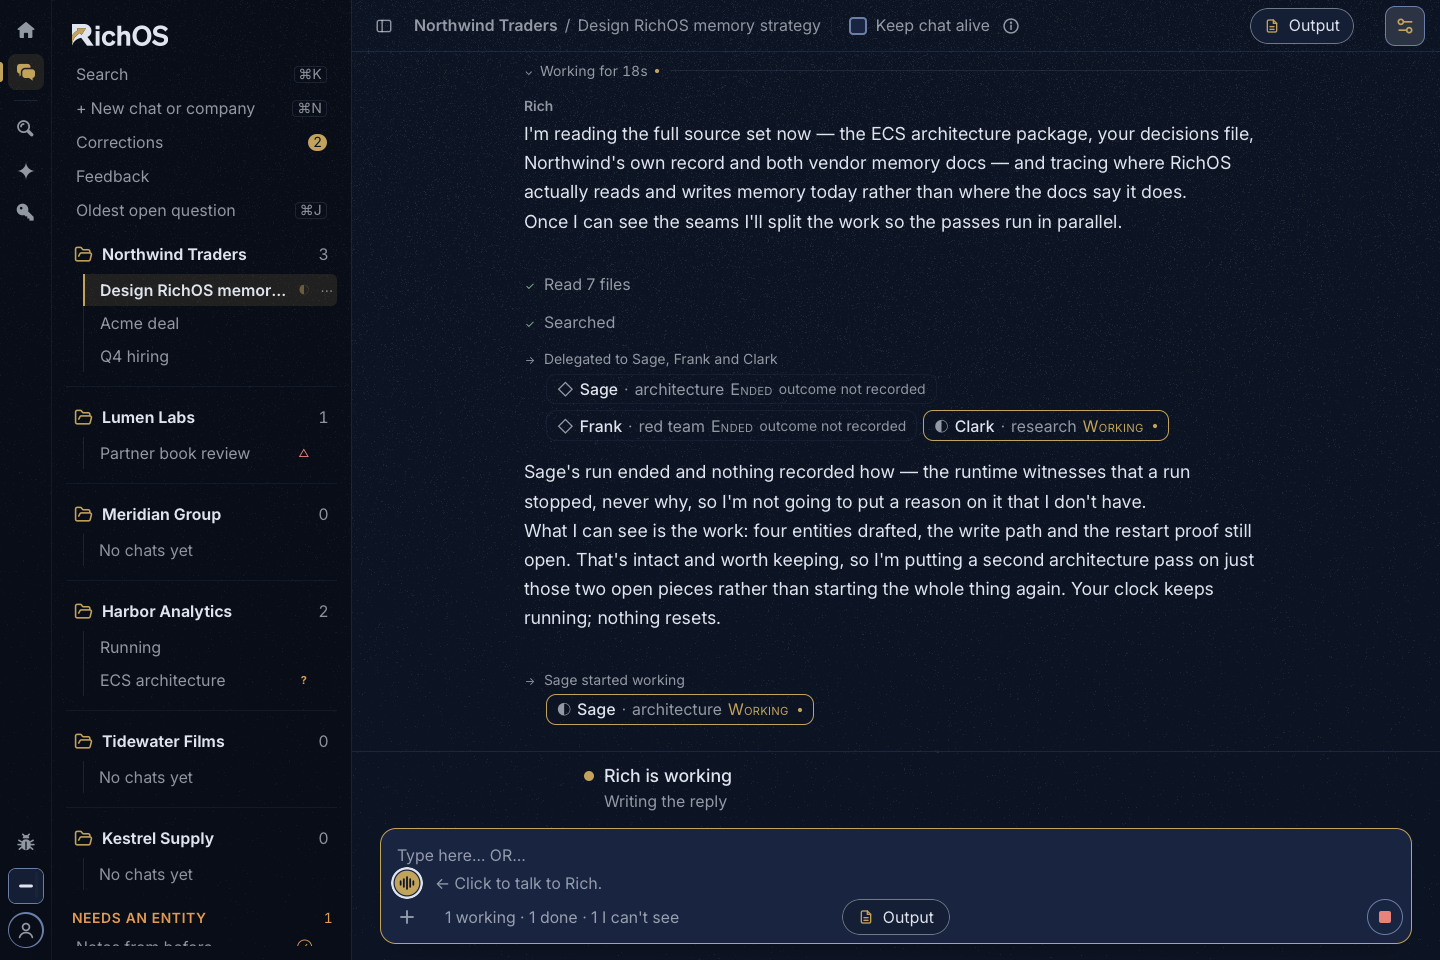 RichOS
Search ⌘K
+ New chat or company ⌘N
Corrections 2
Feedback
Oldest open question ⌘J
Northwind Traders 3
Design RichOS memor... ...
Acme deal
Q4 hiring
Lumen Labs 1
Partner book review
Meridian Group 0
No chats yet
Harbor Analytics 2
Running
ECS architecture ?
Tidewater Films 0
No chats yet
Kestrel Supply 0
No chats yet
NEEDS AN ENTITY 1
Notes from before
Northwind Traders / Design RichOS memory strategy
Keep chat alive
Output
Working for 18s •
Rich
I'm reading the full source set now — the ECS architecture package, your decisions file,
Northwind's own record and both vendor memory docs — and tracing where RichOS
actually reads and writes memory today rather than where the docs say it does.
Once I can see the seams I'll split the work so the passes run in parallel.
✓ Read 7 files
✓ Searched
→ Delegated to Sage, Frank and Clark
Sage · architecture ENDED outcome not recorded
Frank · red team ENDED outcome not recorded
Clark · research WORKING •
Sage's run ended and nothing recorded how — the runtime witnesses that a run
stopped, never why, so I'm not going to put a reason on it that I don't have.
What I can see is the work: four entities drafted, the write path and the restart proof still
open. That's intact and worth keeping, so I'm putting a second architecture pass on just
those two open pieces rather than starting the whole thing again. Your clock keeps
running; nothing resets.
→ Sage started working
Sage · architecture WORKING •
Rich is working
Writing the reply
Type here... OR...
← Click to talk to Rich.
+ 1 working · 1 done · 1 I can't see
Output